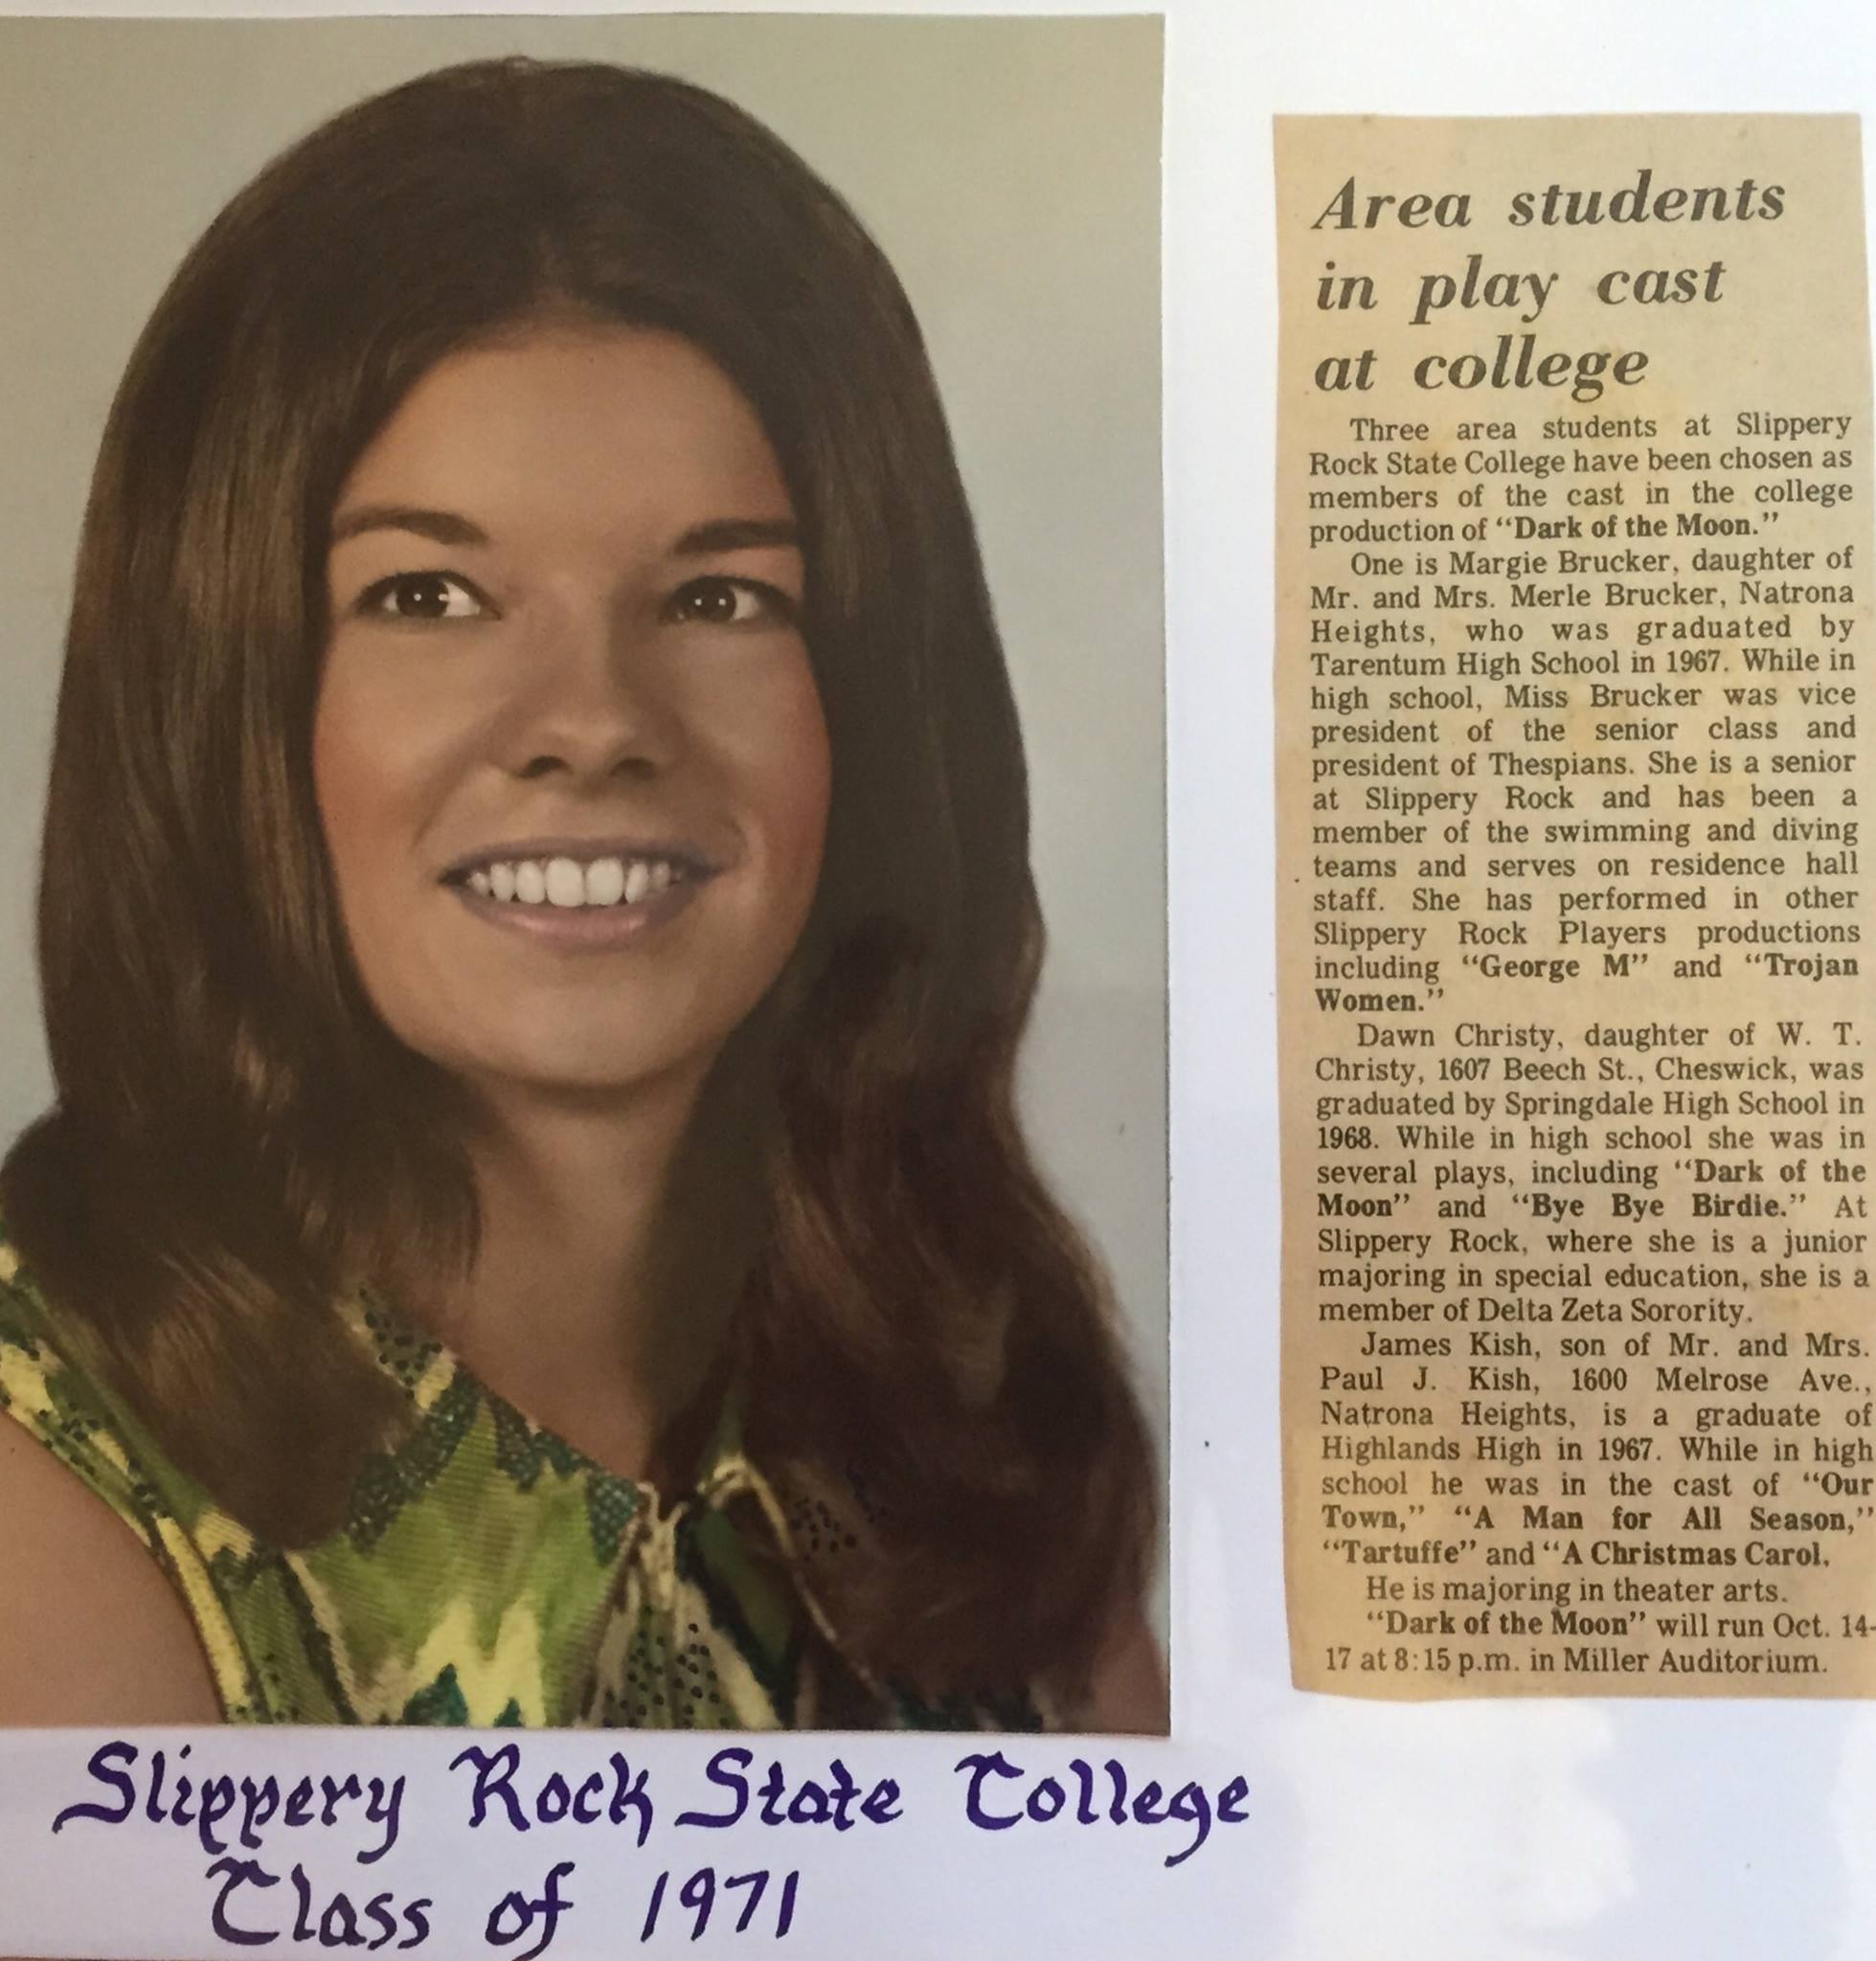 Area students
in play cast
at college
Three area students at Slippery
Rock State College have been chosen as
members of the cast in the college
production of “Dark of the Moon.”
One is Margie Brucker, daughter of
Mr. and Mrs. Merle Brucker, Natrona
Heights, who was graduated by
Tarentum High School in 1967. While in
high school, Miss Brucker was vice
president of the senior class and
president of Thespians. She is a senior
at Slippery Rock and has been a
member of the swimming and diving
teams and serves on residence hall
staff. She has performed in other
Slippery Rock Players productions
including “George M” and “Trojan
Women.”
Dawn Christy, daughter of W. T.
Christy, 1607 Beech St., Cheswick, was
graduated by Springdale High School in
1968. While in high school she was in
several plays, including “Dark of the
Moon” and “Bye Bye Birdie.” At
Slippery Rock, where she is a junior
majoring in special education, she is a
member of Delta Zeta Sorority.
James Kish, son of Mr. and Mrs.
Paul J. Kish, 1600 Melrose Ave.,
Natrona Heights, is a graduate of
Highlands High in 1967. While in high
school he was in the cast of “Our
Town,” “A Man for All Season,”
“Tartuffe” and “A Christmas Carol.
He is majoring in theater arts.
“Dark of the Moon” will run Oct. 14-
17 at 8:15 p.m. in Miller Auditorium.
Slippery Rock State College
Class of 1971